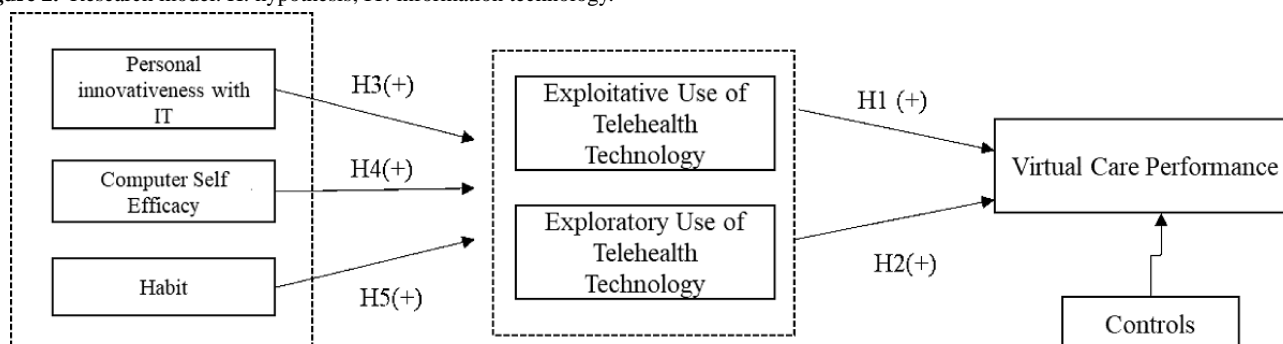 Figure 2. Research model. H: hypothesis; IT: information technology.
Personal
innovativeness with
IT
Computer Self
Efficacy
Habit
H3(+)
H4(+)
H5(+)
Exploitative Use of
Telehealth
Technology
Exploratory Use of
Telehealth
Technology
H1 (+)
H2(+)
Virtual Care Performance
Controls